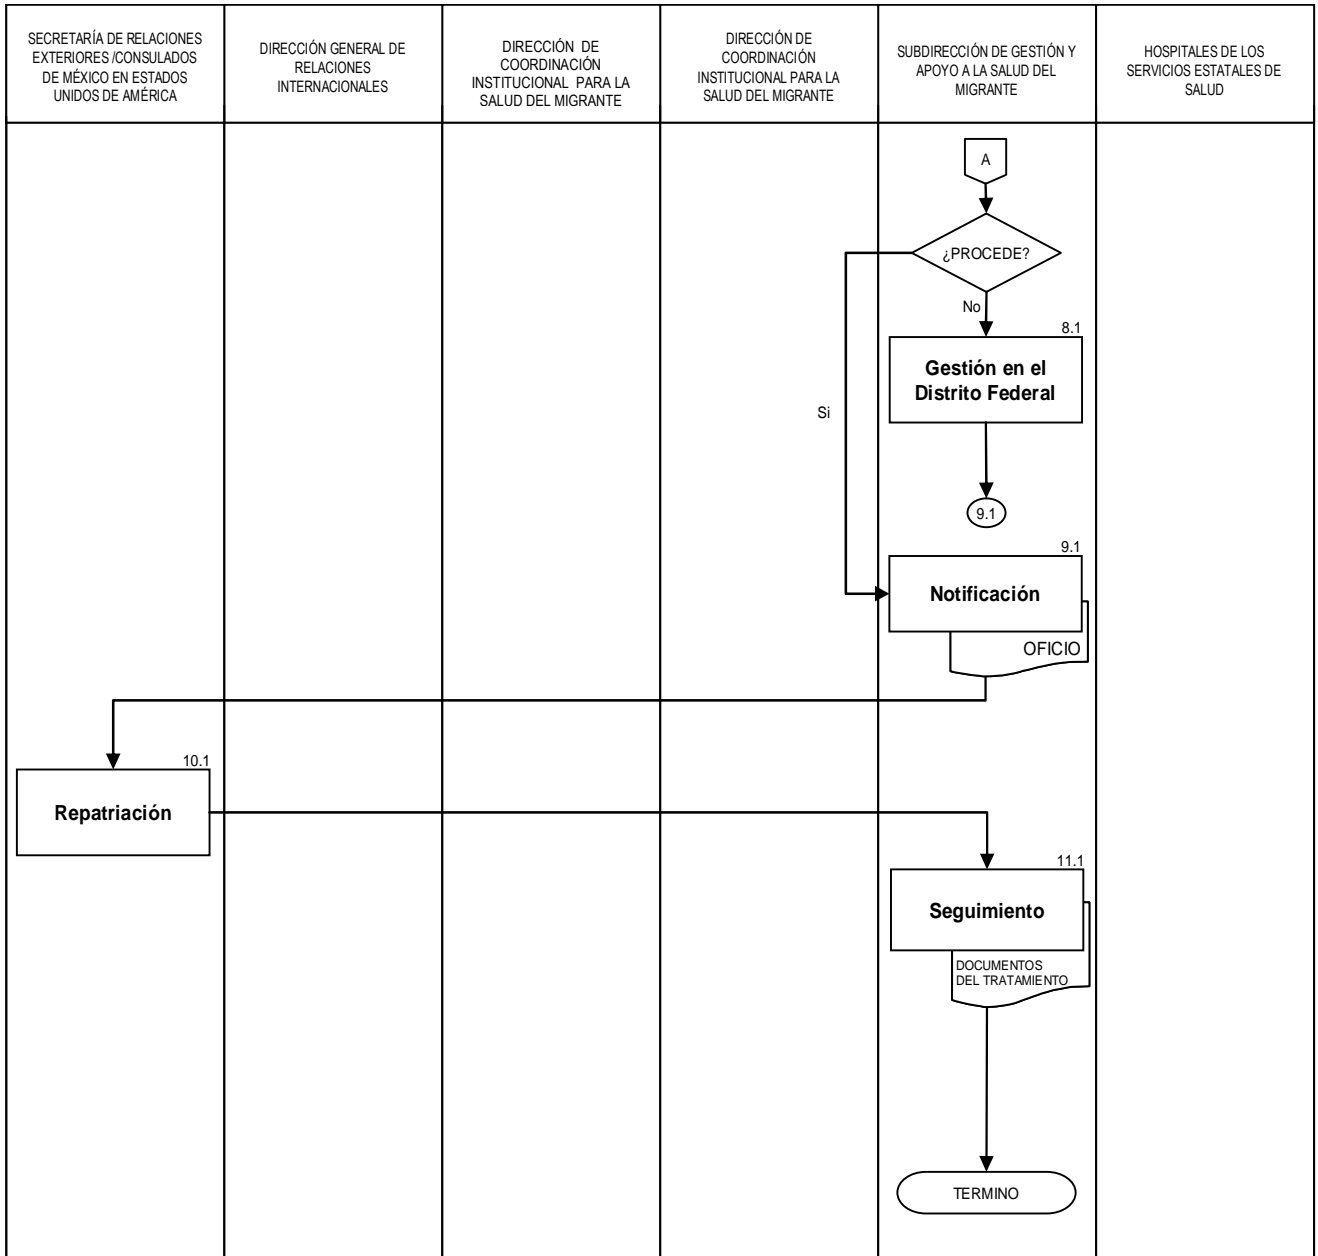 SECRETARÍA DE RELACIONES
EXTERIORES /CONSULADOS
DE MÉXICO EN ESTADOS
UNIDOS DE AMÉRICA
DIRECCIÓN GENERAL DE
RELACIONES
INTERNACIONALES
DIRECCIÓN DE
COORDINACIÓN
INSTITUCIONAL PARA LA
SALUD DEL MIGRANTE
DIRECCIÓN DE
COORDINACIÓN
INSTITUCIONAL PARA LA
SALUD DEL MIGRANTE
SUBDIRECCIÓN DE GESTIÓN Y
APOYO A LA SALUD DEL
MIGRANTE
HOSPITALES DE LOS
SERVICIOS ESTATALES DE
SALUD
A
¿PROCEDE?
No
8.1
Gestión en el
Distrito Federal
Si
9.1
9.1
Notificación
OFICIO
10.1
Repatriación
11.1
Seguimiento
DOCUMENTOS
DEL TRATAMIENTO
TERMINO